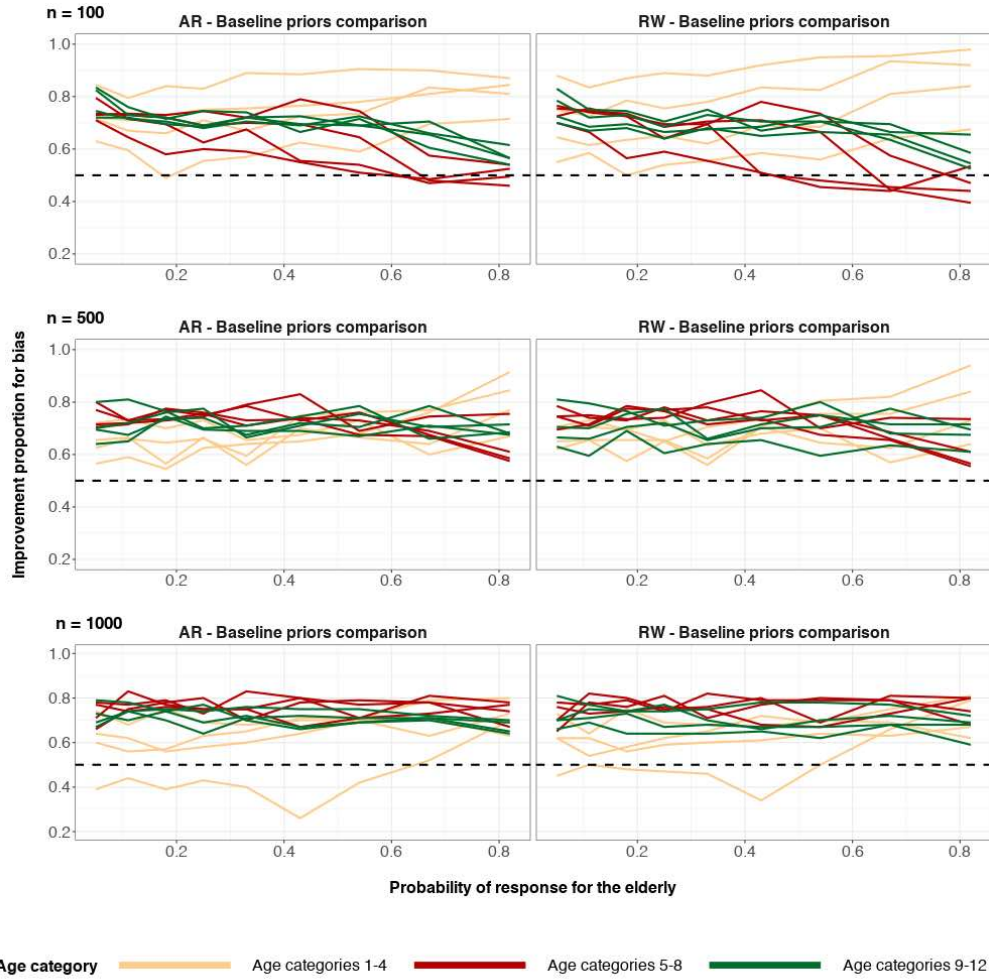 n = 100
AR - Baseline priors comparison
RW - Baseline priors comparison
1.0
0.8
0.6
0.4
0.2
0.2 0.4 0.6 0.8
0.2 0.4 0.6 0.8
n = 500
AR - Baseline priors comparison
RW - Baseline priors comparison
Improvement proportion for bias
1.0
0.8
0.6
0.4
0.2
0.2 0.4 0.6 0.8
0.2 0.4 0.6 0.8
n = 1000
AR - Baseline priors comparison
RW - Baseline priors comparison
1.0
0.8
0.6
0.4
0.2
0.2 0.4 0.6 0.8
0.2 0.4 0.6 0.8
Probability of response for the elderly
Age category Age categories 1-4 Age categories 5-8 Age categories 9-12